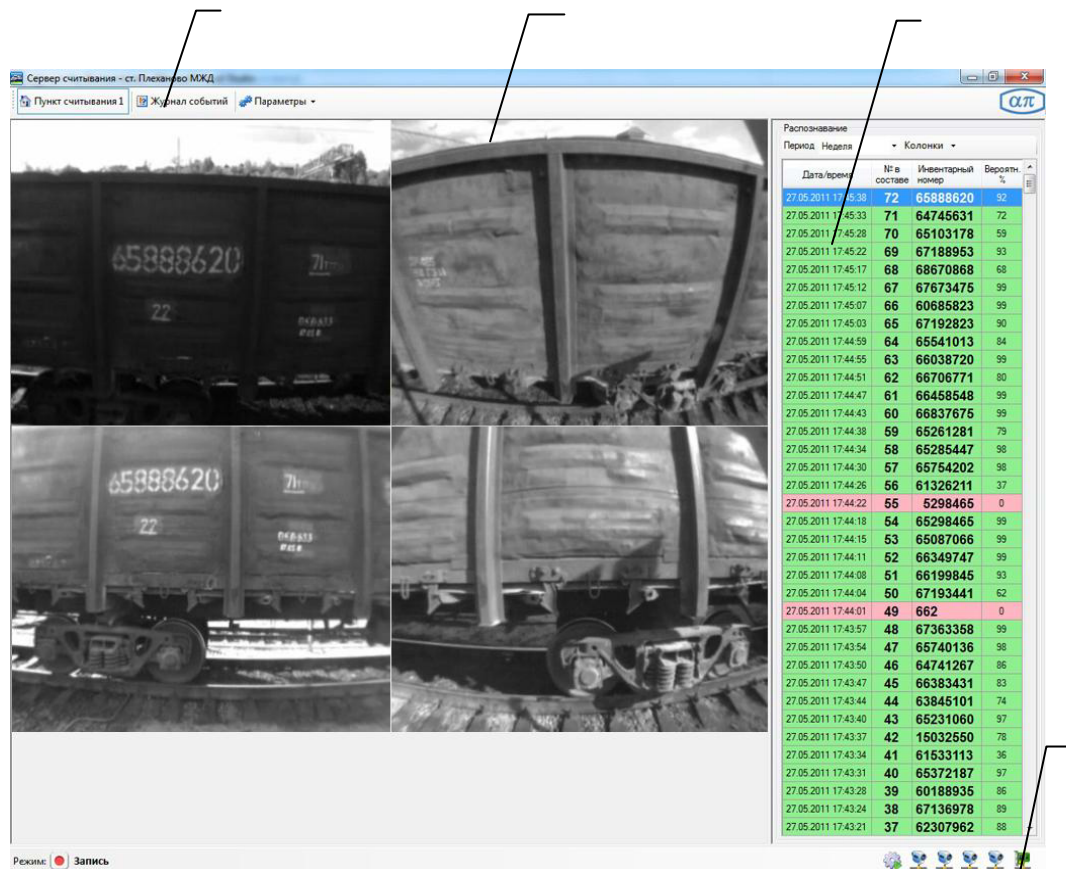 Сервер считывания - ст. Плеханово МЖД
Пункт считывания 1 Журнал событий Параметры
απ
Распознавание
Период Неделя Колонки
Дата/время № в составе Инвентарный номер Вероятн. %
27.05.2011 17:45:38 72 65888620 92
27.05.2011 17:45:33 71 64745631 72
27.05.2011 17:45:28 70 65103178 59
27.05.2011 17:45:22 69 67188953 93
27.05.2011 17:45:17 68 68670868 68
27.05.2011 17:45:12 67 67673475 99
27.05.2011 17:45:07 66 60685823 99
27.05.2011 17:45:03 65 67192823 90
27.05.2011 17:44:59 64 65541013 84
27.05.2011 17:44:55 63 66038720 99
27.05.2011 17:44:51 62 66706771 80
27.05.2011 17:44:47 61 66458548 99
27.05.2011 17:44:43 60 66837675 99
27.05.2011 17:44:38 59 65261281 79
27.05.2011 17:44:34 58 65285447 98
27.05.2011 17:44:30 57 65754202 98
27.05.2011 17:44:26 56 61326211 37
27.05.2011 17:44:22 55 5298465 0
27.05.2011 17:44:18 54 65298465 99
27.05.2011 17:44:15 53 65087066 99
27.05.2011 17:44:11 52 66349747 99
27.05.2011 17:44:08 51 66199845 93
27.05.2011 17:44:04 50 67193441 62
27.05.2011 17:44:01 49 662 0
27.05.2011 17:43:57 48 67363358 99
27.05.2011 17:43:54 47 65740136 98
27.05.2011 17:43:50 46 64741267 86
27.05.2011 17:43:47 45 66383431 83
27.05.2011 17:43:44 44 63845101 74
27.05.2011 17:43:40 43 65231060 97
27.05.2011 17:43:37 42 15032550 78
27.05.2011 17:43:34 41 61533113 36
27.05.2011 17:43:31 40 65372187 97
27.05.2011 17:43:28 39 60188935 86
27.05.2011 17:43:24 38 67136978 89
27.05.2011 17:43:21 37 62307962 88
65888620
22
65888620
22
Режим: Запись